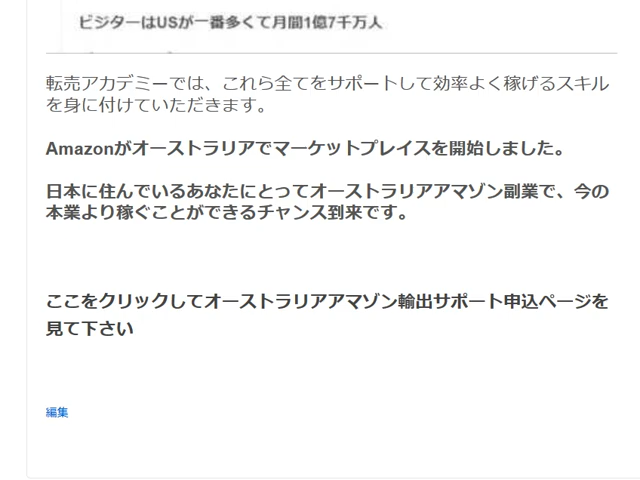 ビジターはUSが一番多くて月間1億7千万人
転売アカデミーでは、これら全てをサポートして効率よく稼げるスキル
を身に付けていただきます。
Amazonがオーストラリアでマーケットプレイスを開始しました。
日本に住んでいるあなたにとってオーストラリアアマゾン副業で、今の
本業より稼ぐことができるチャンス到来です。
ここをクリックしてオーストラリアアマゾン輸出サポート申込ページを
見て下さい
編集